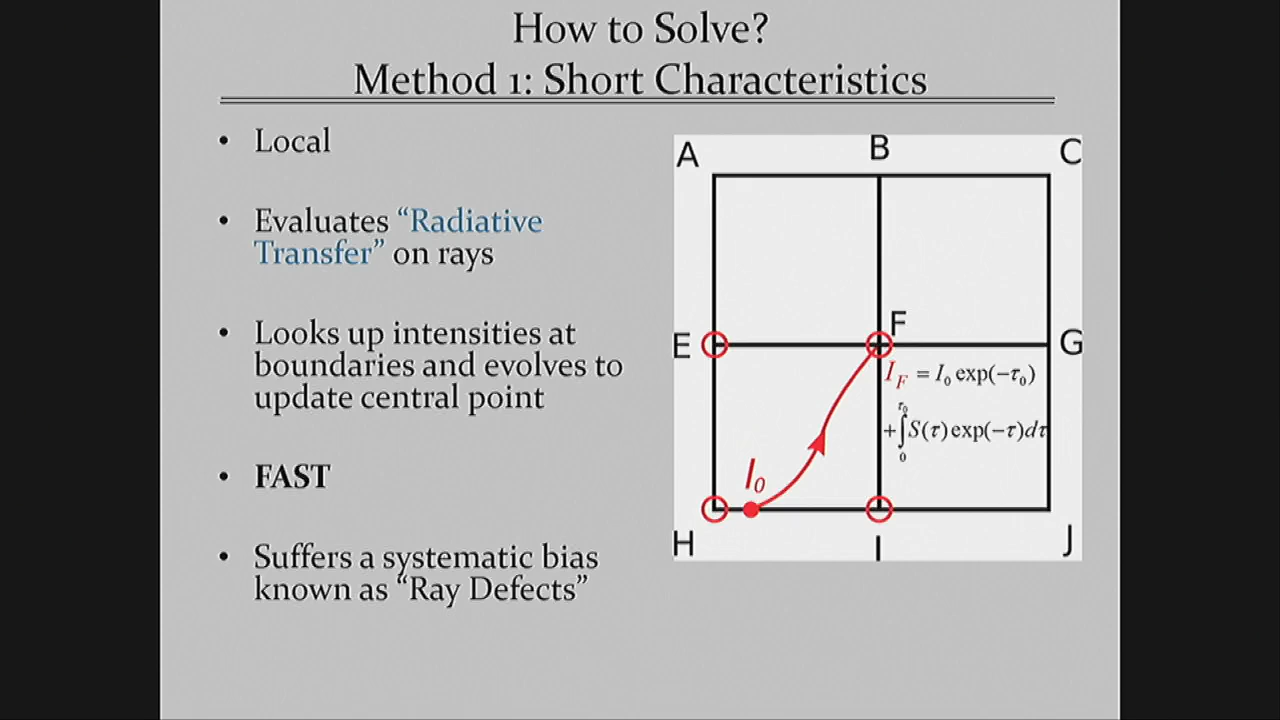 How to Solve?
Method 1: Short Characteristics
• Local
• Evaluates “Radiative
Transfer” on rays
• Looks up intensities at
boundaries and evolves to
update central point
• FAST
• Suffers a systematic bias
known as “Ray Defects”
A B C
E F G
I_F = I_0 exp(−τ_0)
+∫_0^{τ_0} S(τ) exp(−τ)dτ
I_0
H I J